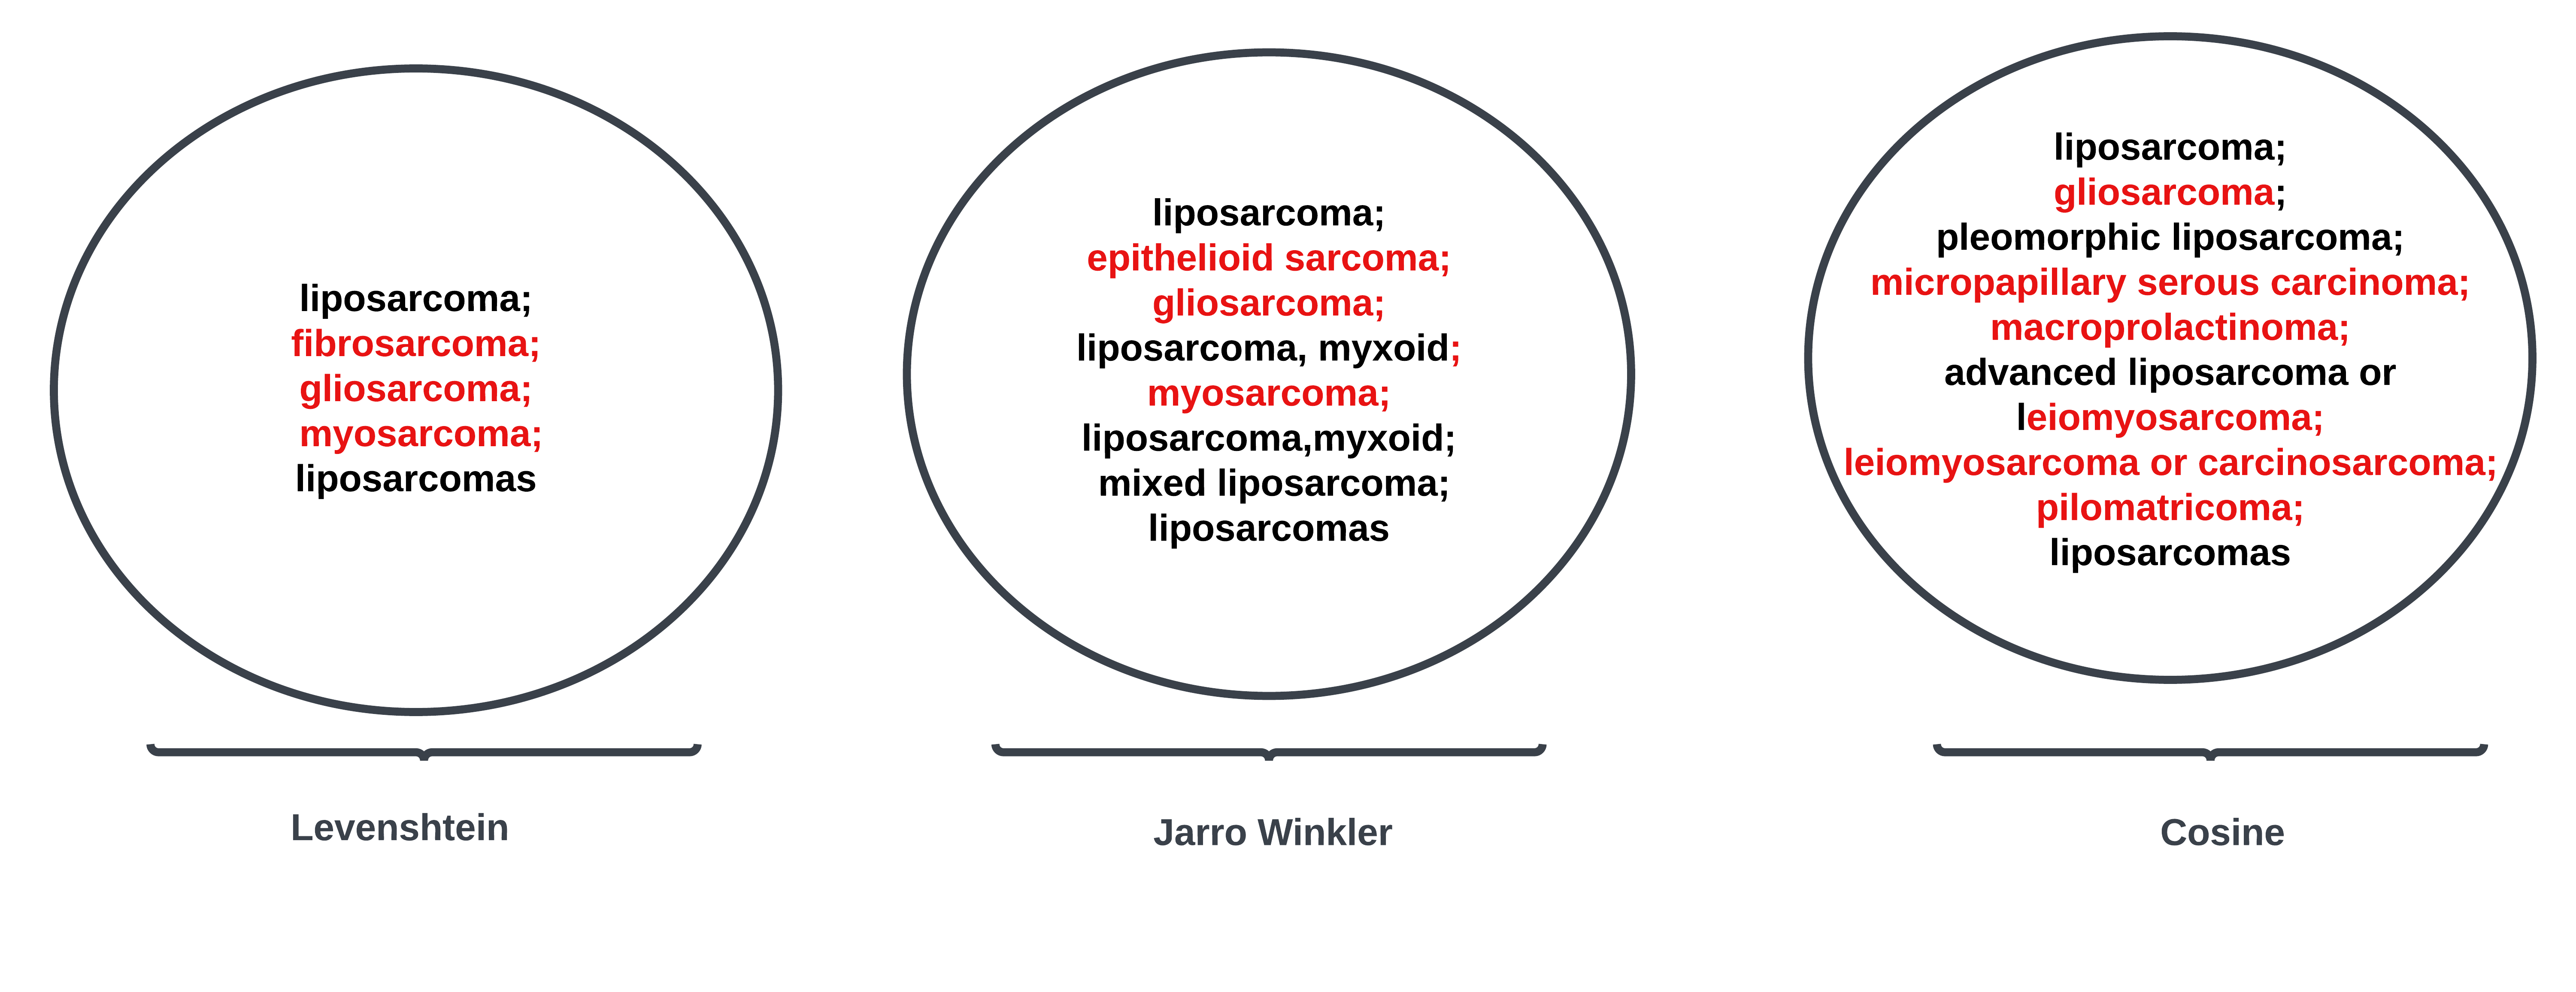 liposarcoma;
fibrosarcoma;
gliosarcoma;
myosarcoma;
liposarcomas
Levenshtein
liposarcoma;
epithelioid sarcoma;
gliosarcoma;
liposarcoma, myxoid;
myosarcoma;
liposarcoma,myxoid;
mixed liposarcoma;
liposarcomas
Jarro Winkler
liposarcoma;
gliosarcoma;
pleomorphic liposarcoma;
micropapillary serous carcinoma;
macroprolactinoma;
advanced liposarcoma or
leiomyosarcoma;
leiomyosarcoma or carcinosarcoma;
pilomatricoma;
liposarcomas
Cosine